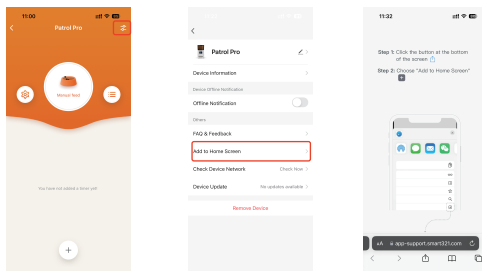 11:00
Patrol Pro
Manual feed
You have not added a timer yet!
Patrol Pro
Device Information
Device Offline Notification
Offline Notification
Others
FAQ & Feedback
Add to Home Screen
Check Device Network
Check Now
Device Update
No updates available
Remove Device
11:32
Step 1: Click the button at the bottom
of the screen
Step 2: Choose "Add to Home Screen"
AA
app-support.smart321.com